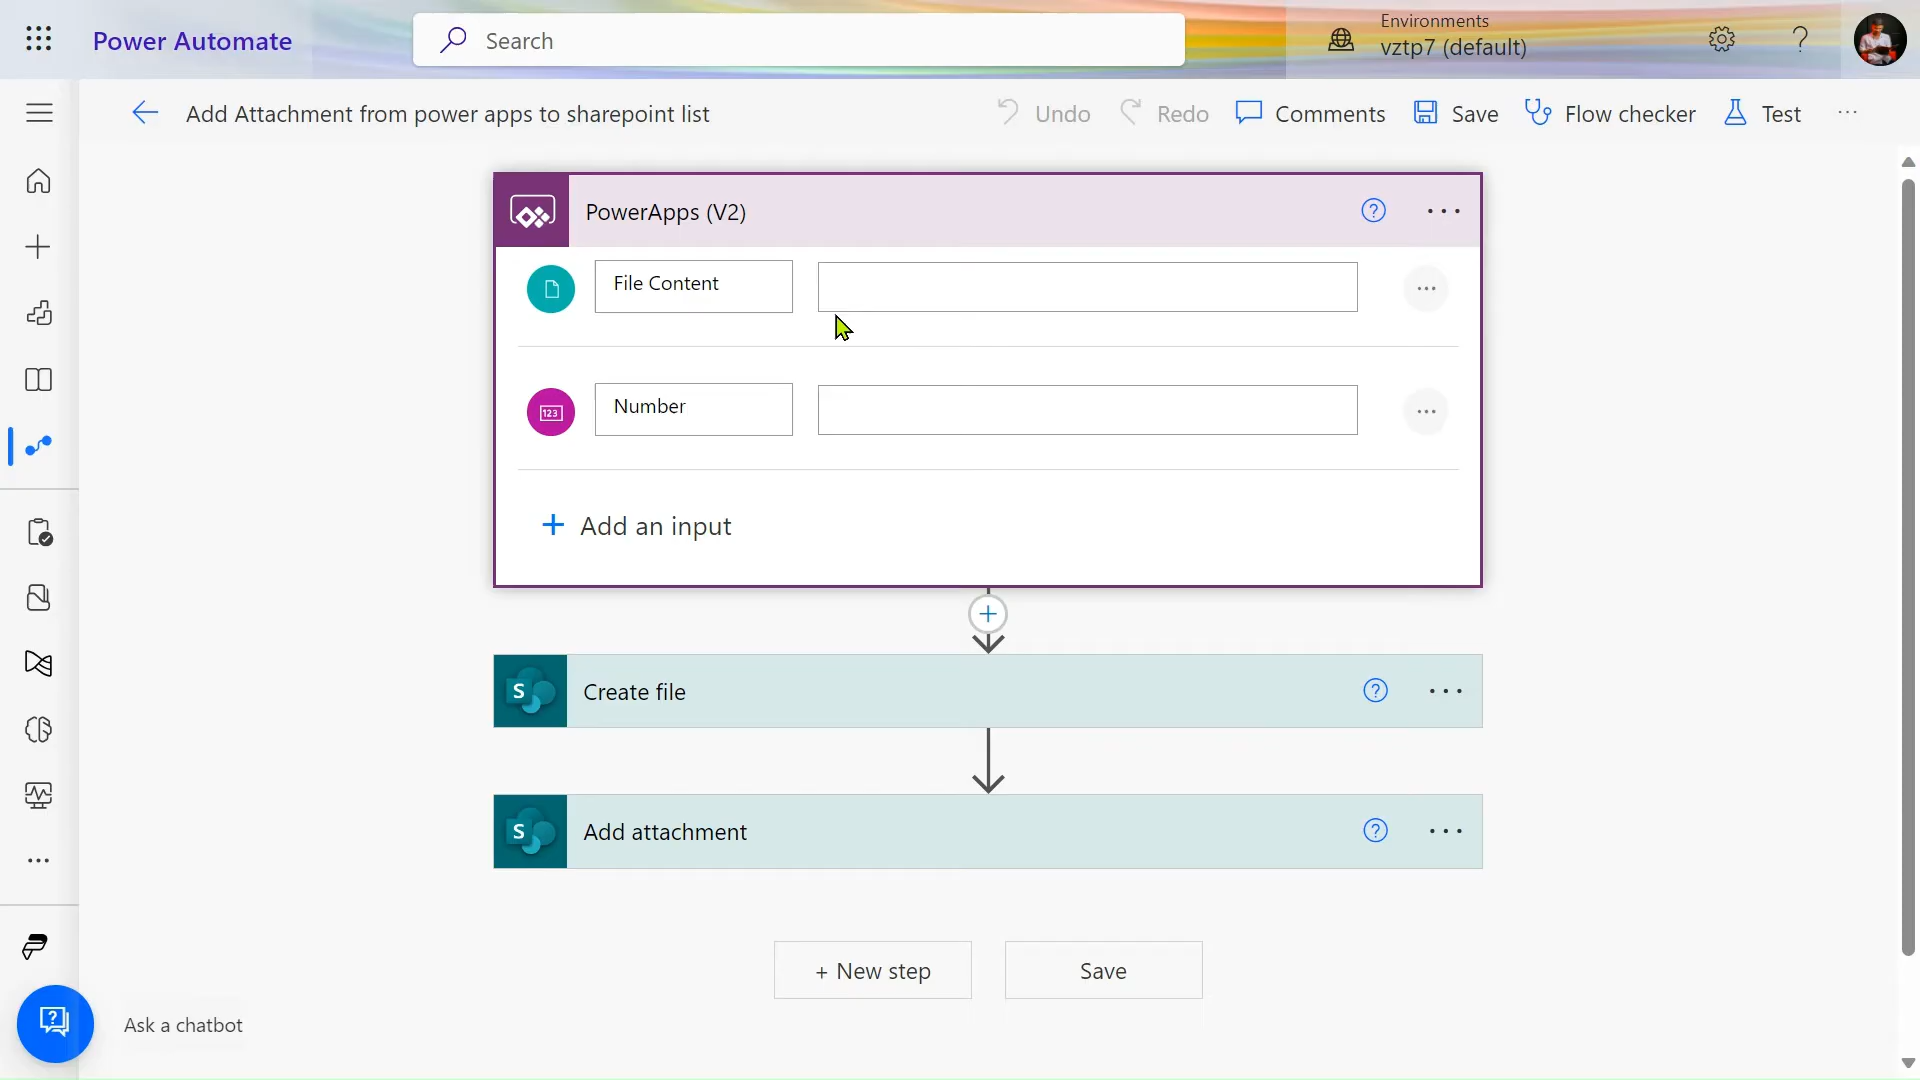 Power Automate
Search
Environments
vztp7 (default)
?
Add Attachment from power apps to sharepoint list
Undo
Redo
Comments
Save
Flow checker
Test
PowerApps (V2)
?
File Content
123
Number
+ Add an input
S
Create file
?
S
Add attachment
?
+ New step
Save
?
Ask a chatbot